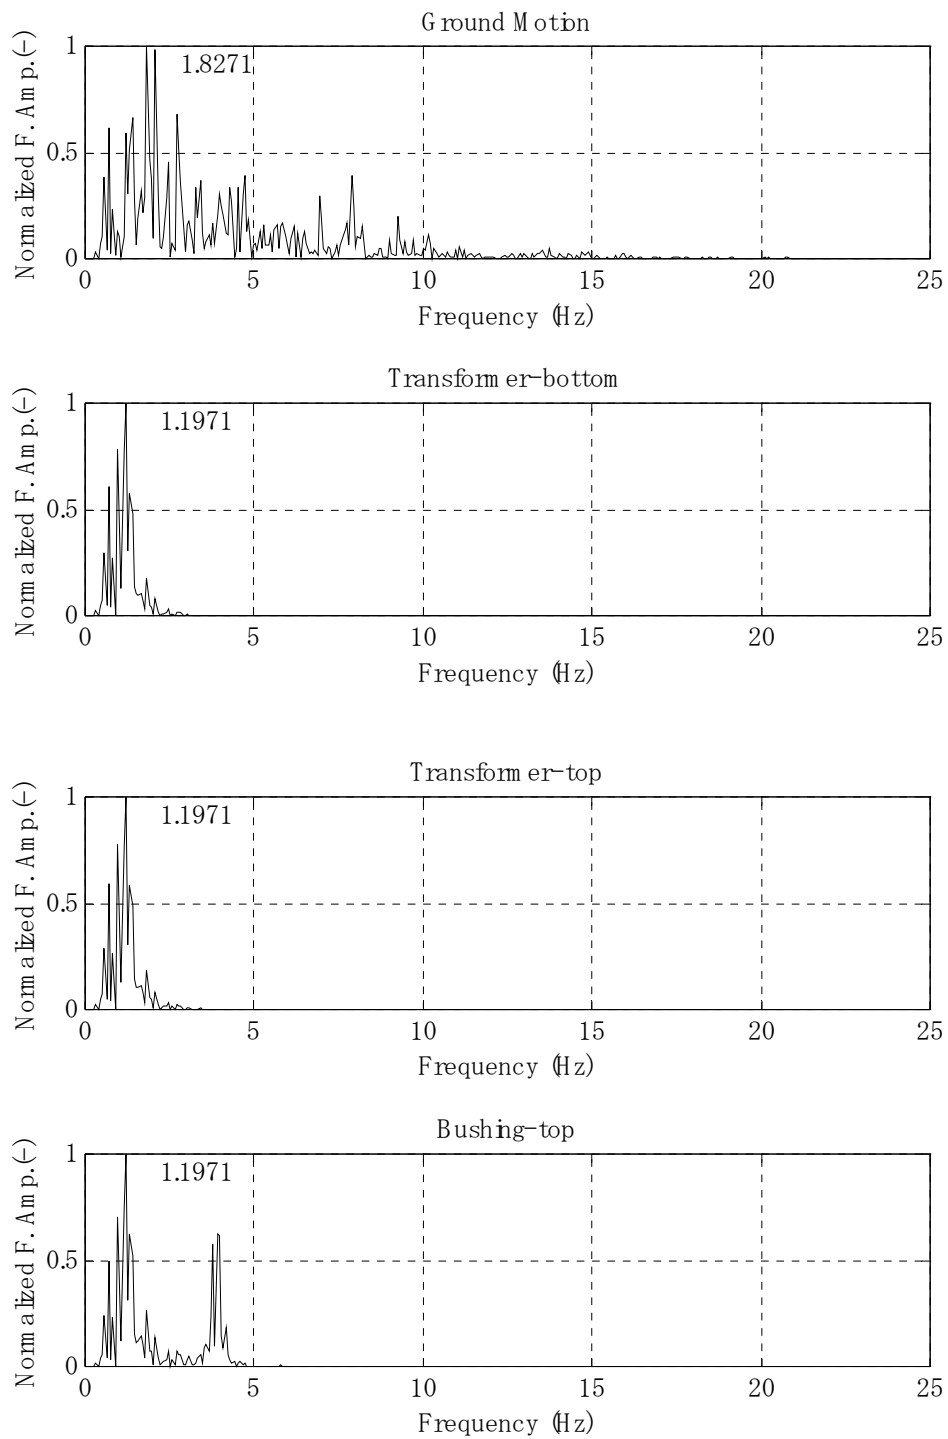 Ground Motion
Normalized F. Amp.(-)
1
0.5
0
1.8271
0 5 10 15 20 25
Frequency (Hz)
Transformer-bottom
Normalized F. Amp.(-)
1
0.5
0
1.1971
0 5 10 15 20 25
Frequency (Hz)
Transformer-top
Normalized F. Amp.(-)
1
0.5
0
1.1971
0 5 10 15 20 25
Frequency (Hz)
Bushing-top
Normalized F. Amp.(-)
1
0.5
0
1.1971
0 5 10 15 20 25
Frequency (Hz)